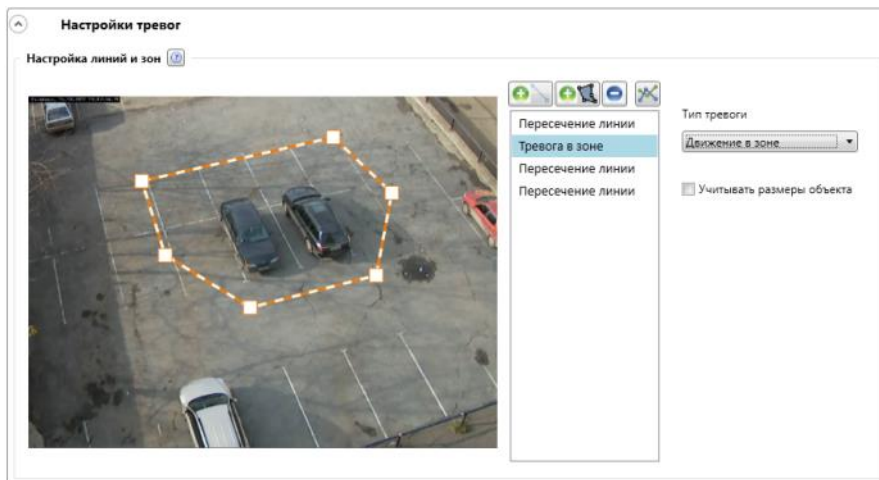 Настройки тревог
Настройка линий и зон
Пересечение линии
Тревога в зоне
Пересечение линии
Пересечение линии
Тип тревоги
Движение в зоне
Учитывать размеры объекта